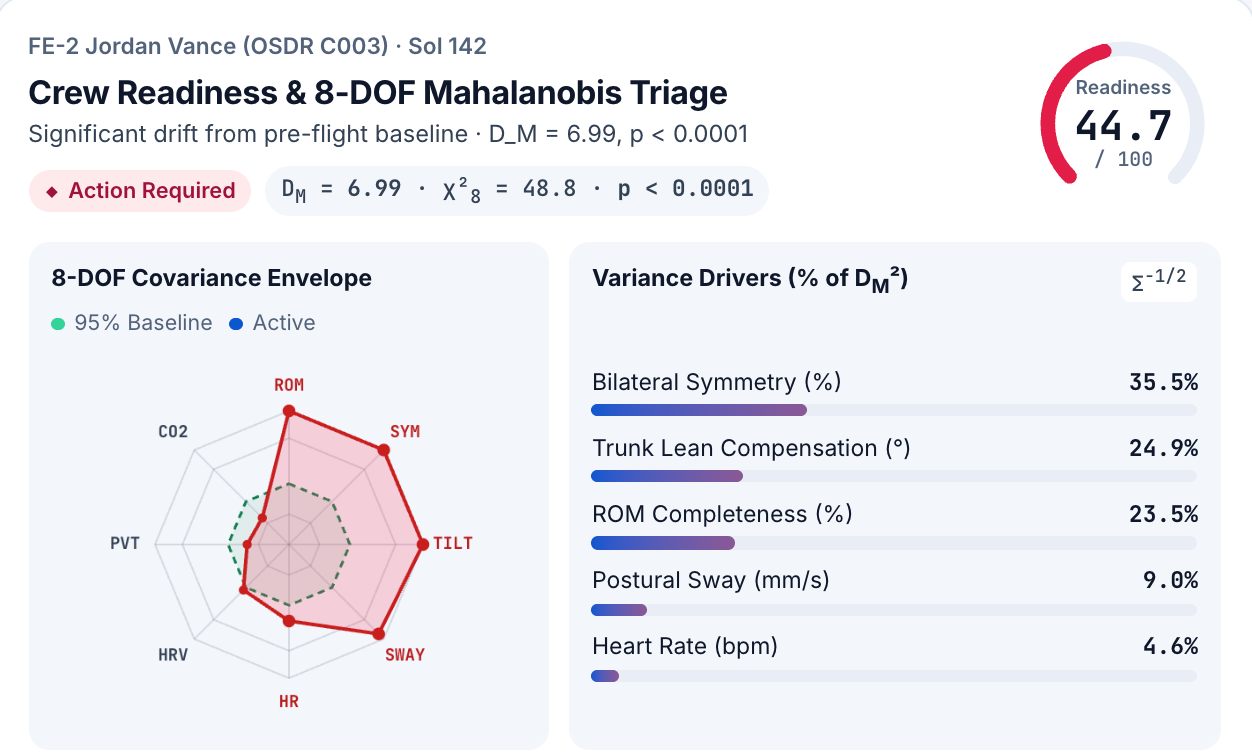 FE-2 Jordan Vance (OSDR C003) · Sol 142
Crew Readiness & 8-DOF Mahalanobis Triage
Significant drift from pre-flight baseline · D_M = 6.99, p < 0.0001
◆ Action Required
D_M = 6.99 · χ²₈ = 48.8 · p < 0.0001
Readiness
44.7
/ 100
8-DOF Covariance Envelope
95% Baseline
Active
ROM
SYM
TILT
SWAY
HR
HRV
PVT
CO2
Variance Drivers (% of D_M²)
Σ⁻¹/²
Bilateral Symmetry (%) 35.5%
Trunk Lean Compensation (°) 24.9%
ROM Completeness (%) 23.5%
Postural Sway (mm/s) 9.0%
Heart Rate (bpm) 4.6%